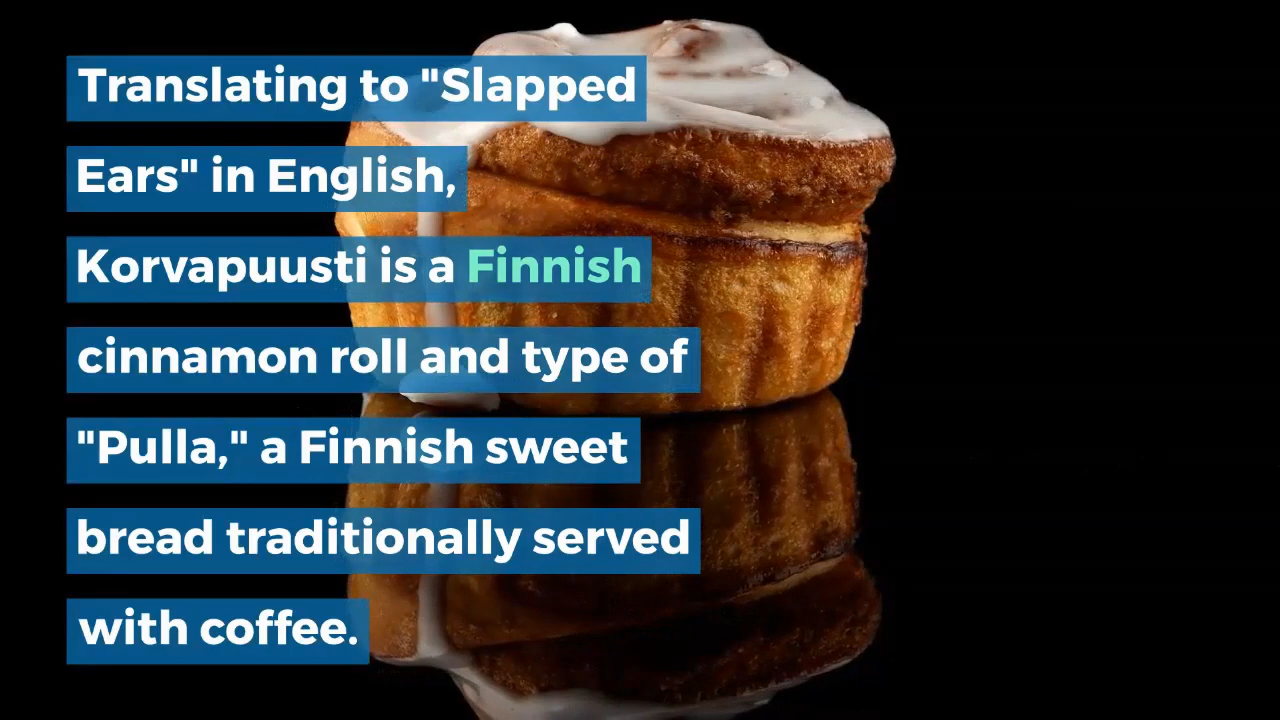 Translating to "Slapped
Ears" in English,
Korvapuusti is a Finnish
cinnamon roll and type of
"Pulla," a Finnish sweet
bread traditionally served
with coffee.